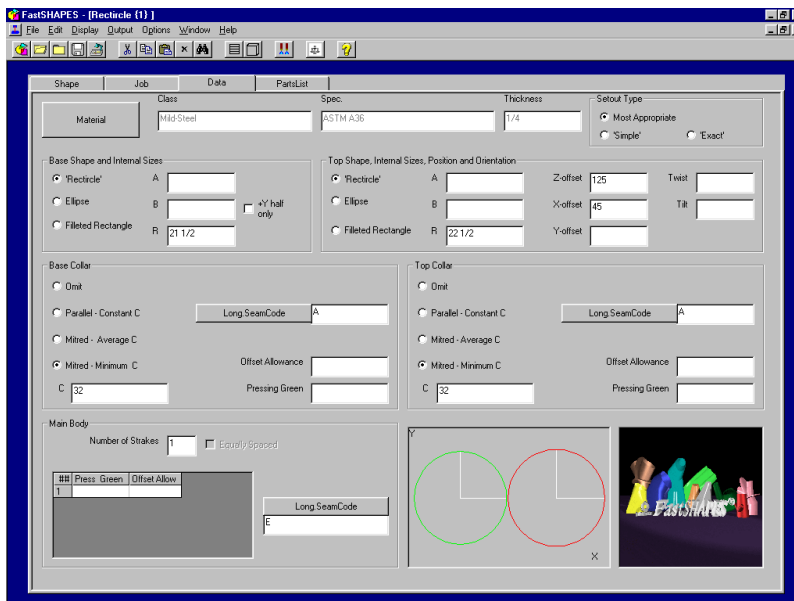 FastSHAPES - [Rectircle {1} ]
File Edit Display Output Options Window Help
Shape Job Data PartsList
Material
Class
Mild-Steel
Spec.
ASTM A36
Thickness
1/4
Setout Type
Most Appropriate
'Simple' 'Exact'
Base Shape and Internal Sizes
'Rectircle' A
Ellipse B
+Y half only
Filleted Rectangle R 21 1/2
Top Shape, Internal Sizes, Position and Orientation
'Rectircle' A Z-offset 125 Twist
Ellipse B X-offset 45 Tilt
Filleted Rectangle R 22 1/2 Y-offset
Base Collar
Omit
Parallel - Constant C Long.SeamCode A
Mitred - Average C
Mitred - Minimum C Offset Allowance
C 32 Pressing Green
Top Collar
Omit
Parallel - Constant C Long.SeamCode A
Mitred - Average C
Mitred - Minimum C Offset Allowance
C 32 Pressing Green
Main Body
Number of Strakes 1 Equally Spaced
## Press Green Offset Allow
1
Long.SeamCode
E
Y
X
FastSHAPES